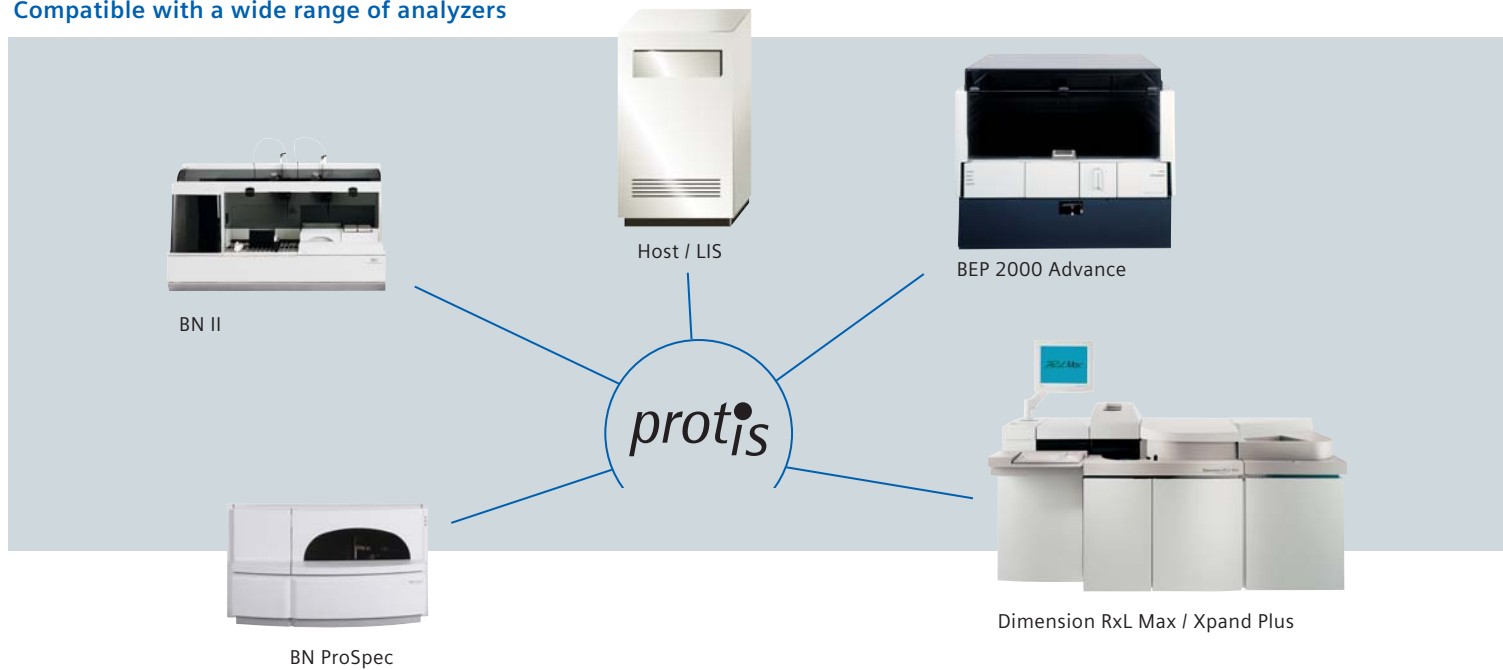 Compatible with a wide range of analyzers
Host / LIS
BEP 2000 Advance
BN II
protis
Dimension RxL Max / Xpand Plus
BN ProSpec